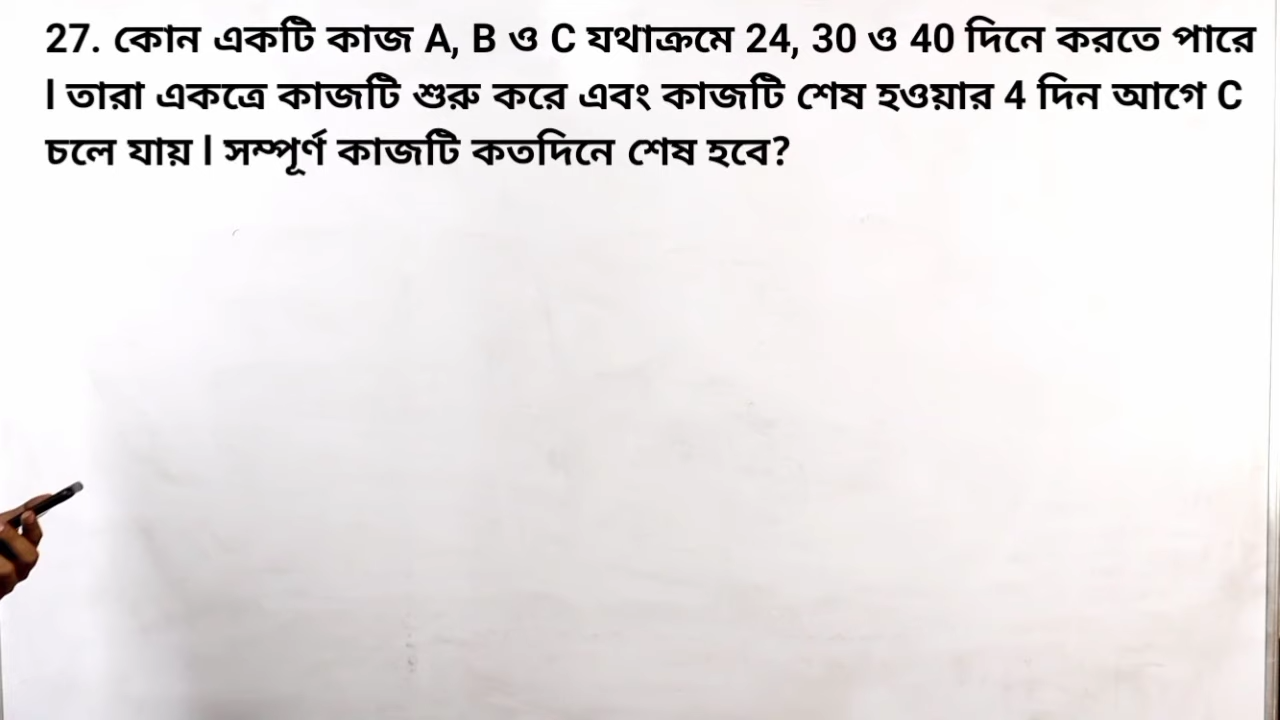 27. কোন একটি কাজ A, B ও C যথাক্রমে 24, 30 ও 40 দিনে করতে পারে
l তারা একত্রে কাজটি শুরু করে এবং কাজটি শেষ হওয়ার 4 দিন আগে C
চলে যায় l সম্পূর্ণ কাজটি কতদিনে শেষ হবে?